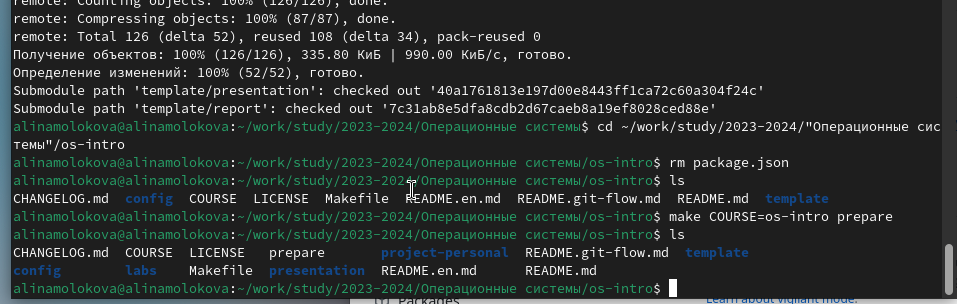 remote: Counting objects: 100% (126/126), done.
remote: Compressing objects: 100% (87/87), done.
remote: Total 126 (delta 52), reused 108 (delta 34), pack-reused 0
Получение объектов: 100% (126/126), 335.80 КиБ | 990.00 КиБ/с, готово.
Определение изменений: 100% (52/52), готово.
Submodule path 'template/presentation': checked out '40a1761813e197d00e8443ff1ca72c60a304f24c'
Submodule path 'template/report': checked out '7c31ab8e5dfa8cdb2d67caeb8a19ef8028ced88e'
alinamolokova@alinamolokova:~/work/study/2023-2024/Операционные системы$ cd ~/work/study/2023-2024/"Операционные сис
темы"/os-intro
alinamolokova@alinamolokova:~/work/study/2023-2024/Операционные системы/os-intro$ rm package.json
alinamolokova@alinamolokova:~/work/study/2023-2024/Операционные системы/os-intro$ ls
CHANGELOG.md config COURSE LICENSE Makefile README.en.md README.git-flow.md README.md template
alinamolokova@alinamolokova:~/work/study/2023-2024/Операционные системы/os-intro$ make COURSE=os-intro prepare
alinamolokova@alinamolokova:~/work/study/2023-2024/Операционные системы/os-intro$ ls
CHANGELOG.md COURSE LICENSE prepare project-personal README.git-flow.md template
config labs Makefile presentation README.en.md README.md
alinamolokova@alinamolokova:~/work/study/2023-2024/Операционные системы/os-intro$
Packages
Learn about vigilant mode.